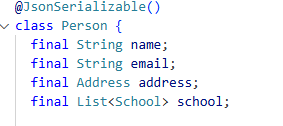 @JsonSerializable()
class Person {
final String name;
final String email;
final Address address;
final List<School> school;